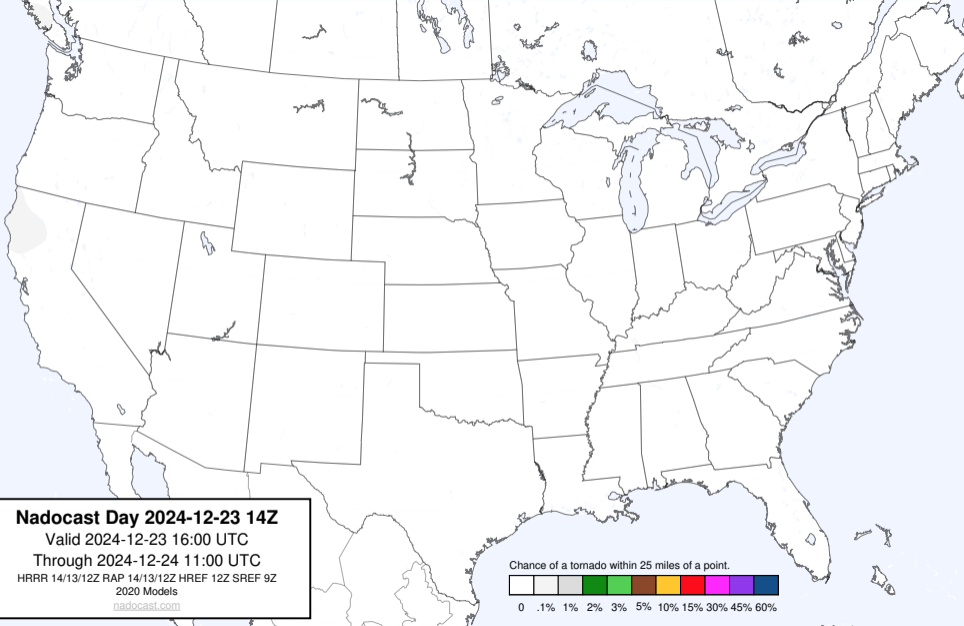 Nadocast Day 2024-12-23 14Z
Valid 2024-12-23 16:00 UTC
Through 2024-12-24 11:00 UTC
HRRR 14/13/12Z RAP 14/13/12Z HREF 12Z SREF 9Z
2020 Models
nadocast.com
Chance of a tornado within 25 miles of a point.
0 .1% 1% 2% 3% 5% 10% 15% 30% 45% 60%